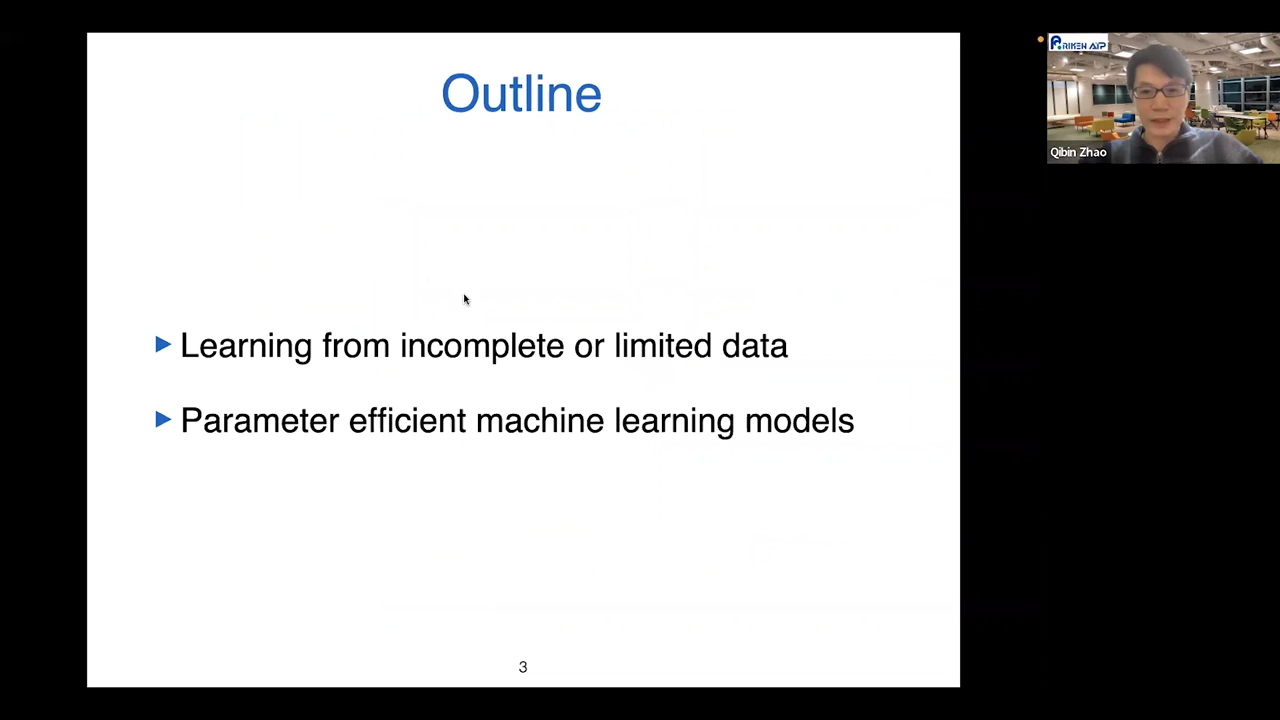 Outline
Learning from incomplete or limited data
Parameter efficient machine learning models
3
RIKEN AIP
Qibin Zhao